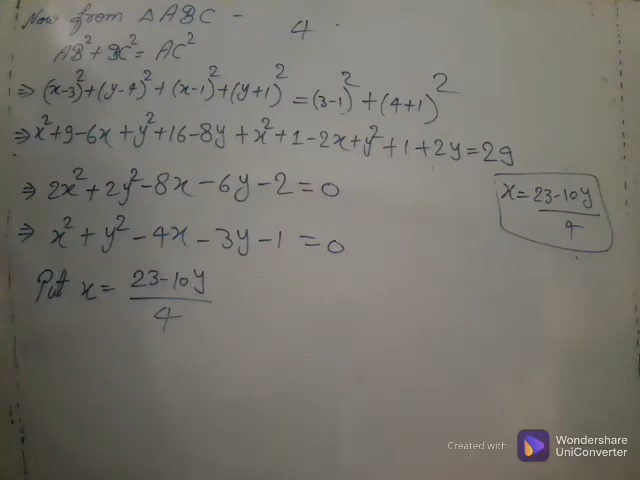 Now from △ABC -
4.
AB² + BC² = AC²
⇒ (x-3)² + (y-4)² + (x-1)² + (y+1)² = (3-1)² + (4+1)²
⇒ x² + 9 - 6x + y² + 16 - 8y + x² + 1 - 2x + y² + 1 + 2y = 29
⇒ 2x² + 2y² - 8x - 6y - 2 = 0
x = 23-10y/4
⇒ x² + y² - 4x - 3y - 1 = 0
Put x = 23-10y/4
Created with Wondershare UniConverter